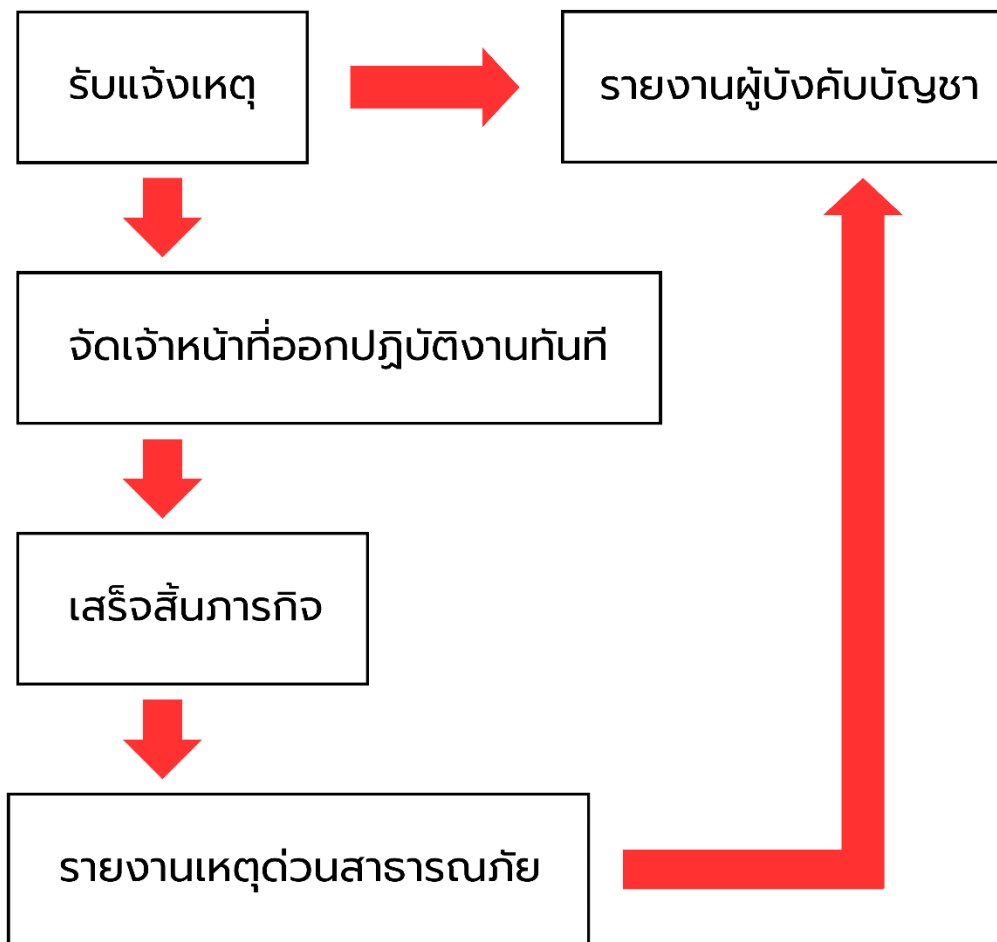 รับแจ้งเหตุ
รายงานผู้บังคับบัญชา
จัดเจ้าหน้าที่ออกปฏิบัติงานทันที
เสร็จสิ้นภารกิจ
รายงานเหตุด่วนสาธารณภัย